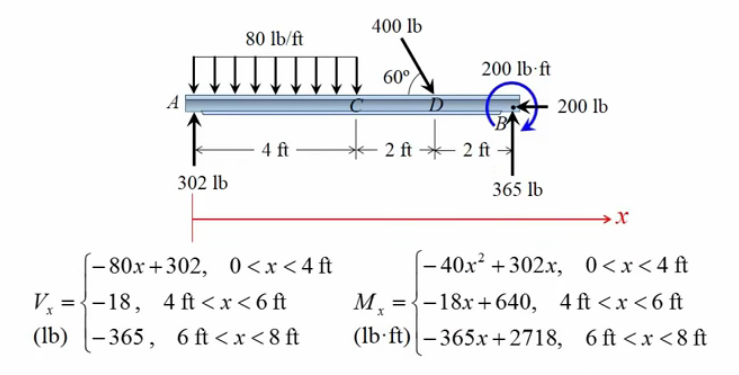 400 lb
80 lb/ft
60º
200 lb·ft
A
C
D
B
200 lb
4 ft
2 ft
2 ft
302 lb
365 lb
x
V_x (lb) = { −80x + 302, 0 < x < 4 ft
−18, 4 ft < x < 6 ft
−365, 6 ft < x < 8 ft
M_x (lb·ft) = { −40x² + 302x, 0 < x < 4 ft
−18x + 640, 4 ft < x < 6 ft
−365x + 2718, 6 ft < x < 8 ft